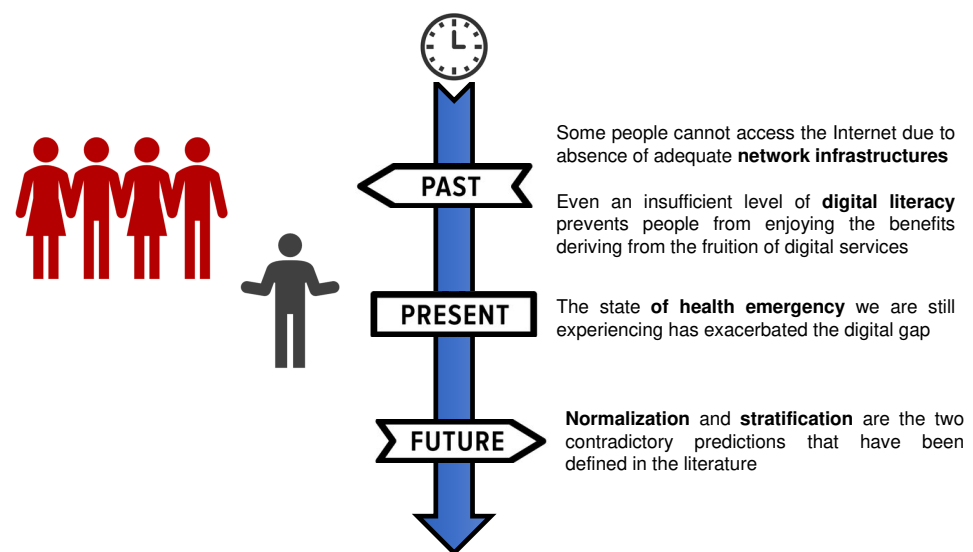 Some people cannot access the Internet due to
absence of adequate network infrastructures
PAST
Even an insufficient level of digital literacy
prevents people from enjoying the benefits
deriving from the fruition of digital services
PRESENT
The state of health emergency we are still
experiencing has exacerbated the digital gap
FUTURE
Normalization and stratification are the two
contradictory predictions that have been
defined in the literature